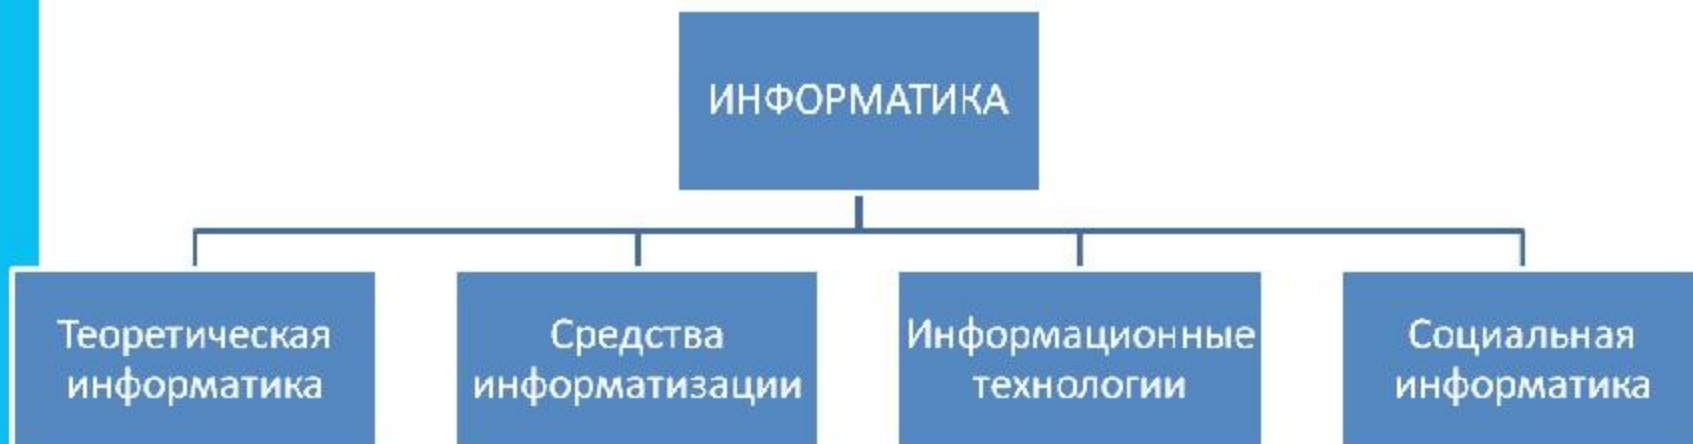 ИНФОРМАТИКА
Теоретическая
информатика
Средства
информатизации
Информационные
технологии
Социальная
информатика